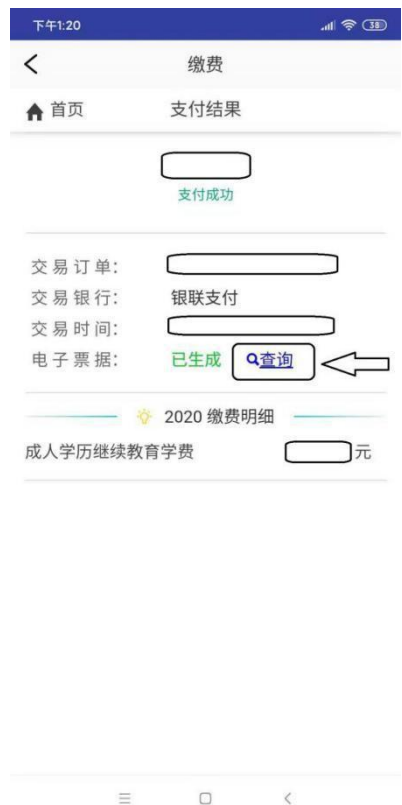 下午1:20
38
缴费
首页 支付结果
支付成功
交易订单:
交易银行: 银联支付
交易时间:
电子票据: 已生成 查询
2020 缴费明细
成人学历继续教育学费 元